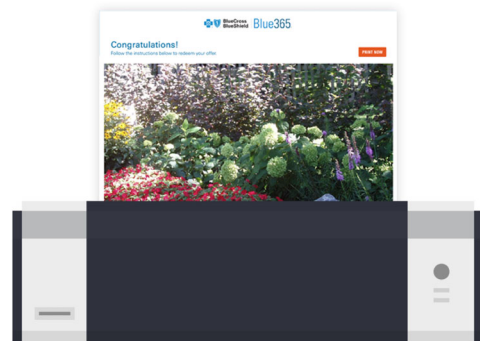 BlueCross BlueShield Blue365
Congratulations!
Follow the instructions below to redeem your offer.
PRINT NOW